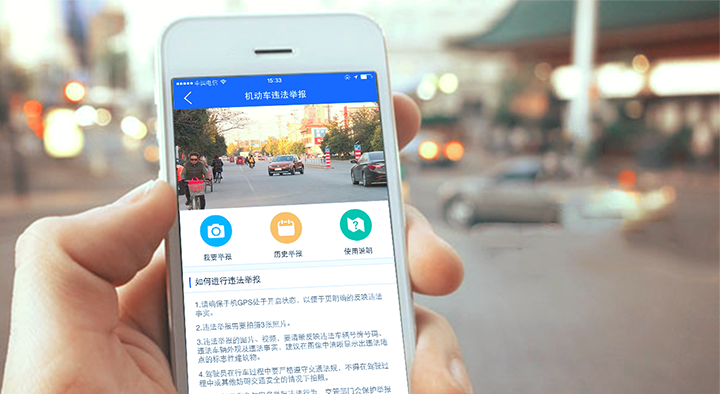 中国电信
15:33
机动车违法举报
我要举报
历史举报
使用说明
如何进行违法举报
1.请确保手机GPS处于开启状态，以便于更明确的反映违法
事实。
2.违法举报需要拍摄3张照片。
3.违法举报的图片、视频，要清晰反映违法车辆号牌号码、
违法车辆外观及违法事实，建议在图像中清晰显示出违法地
点的标志性建筑物。
4.驾驶员在行车过程中要严格遵守交通法规，不得在驾驶过
程中或其他妨碍交通安全的情况下拍照。